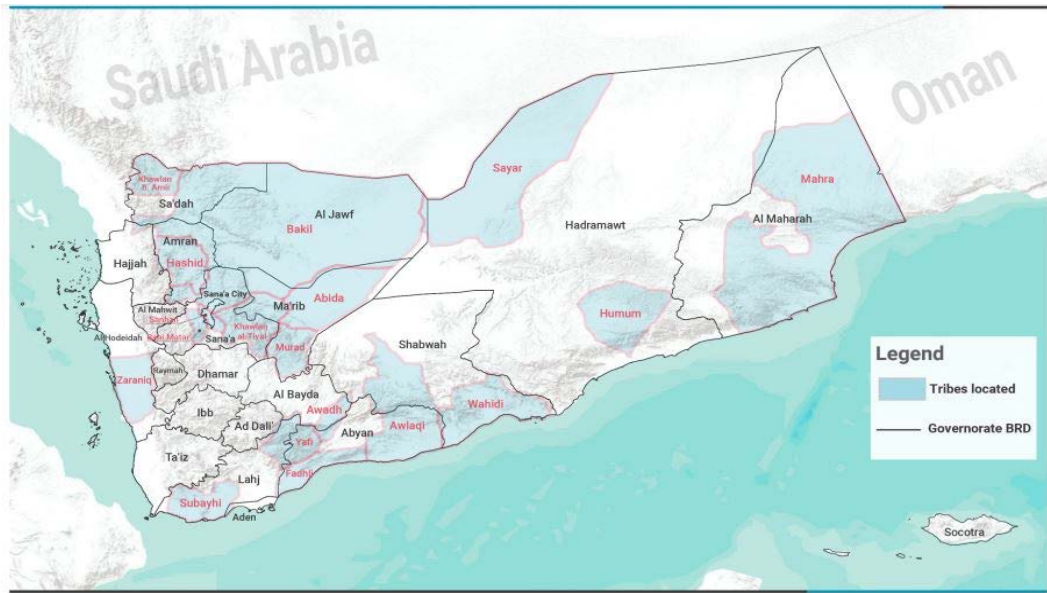 Saudi Arabia
Oman
Khawlan
b. Amir
Sa'dah
Sayar
Mahra
Al Jawf
Bakil
Hadramawt
Al Maharah
Amran
Hashid
Hajjah
Sana'a City
Ma'rib
Abida
Al Mahwit
Sanhan
Bani Matar
Al Hodeidah
Sana'a
Khawlan
al-Tiyal
Murad
Humum
Shabwah
Zaraniq
Raymah
Dhamar
Al Bayda
Awadh
Wahidi
Ibb
Ad Dali'
Yafi
Abyan
Awlaqi
Ta'iz
Lahj
Fadhli
Subayhi
Aden
Socotra
Legend
Tribes located
Governorate BRD